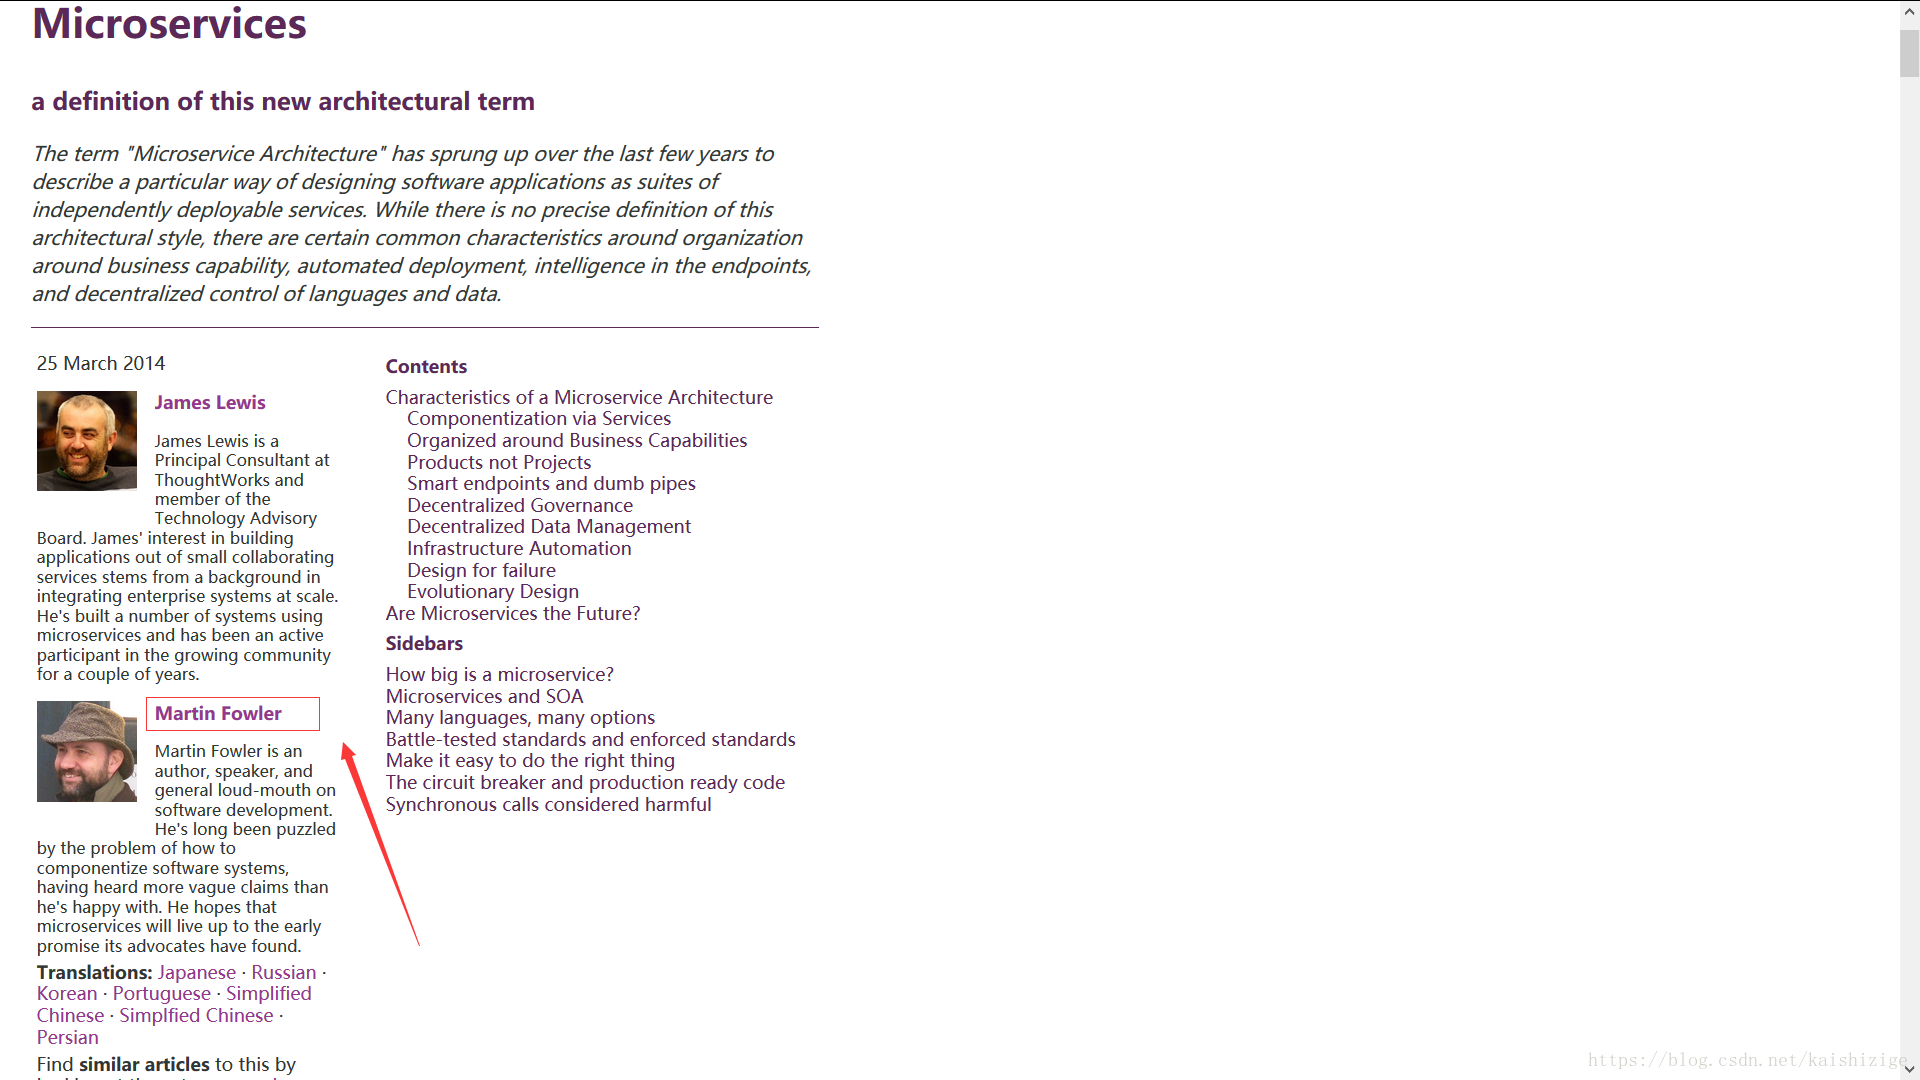 Microservices
a definition of this new architectural term
The term "Microservice Architecture" has sprung up over the last few years to
describe a particular way of designing software applications as suites of
independently deployable services. While there is no precise definition of this
architectural style, there are certain common characteristics around organization
around business capability, automated deployment, intelligence in the endpoints,
and decentralized control of languages and data.
25 March 2014
James Lewis
James Lewis is a
Principal Consultant at
ThoughtWorks and
member of the
Technology Advisory
Board. James' interest in building
applications out of small collaborating
services stems from a background in
integrating enterprise systems at scale.
He's built a number of systems using
microservices and has been an active
participant in the growing community
for a couple of years.
Martin Fowler
Martin Fowler is an
author, speaker, and
general loud-mouth on
software development.
He's long been puzzled
by the problem of how to
componentize software systems,
having heard more vague claims than
he's happy with. He hopes that
microservices will live up to the early
promise its advocates have found.
Translations: Japanese · Russian ·
Korean · Portuguese · Simplified
Chinese · Simplfied Chinese ·
Persian
Find similar articles to this by
Contents
Characteristics of a Microservice Architecture
Componentization via Services
Organized around Business Capabilities
Products not Projects
Smart endpoints and dumb pipes
Decentralized Governance
Decentralized Data Management
Infrastructure Automation
Design for failure
Evolutionary Design
Are Microservices the Future?
Sidebars
How big is a microservice?
Microservices and SOA
Many languages, many options
Battle-tested standards and enforced standards
Make it easy to do the right thing
The circuit breaker and production ready code
Synchronous calls considered harmful
https://blog.csdn.net/kaishizige